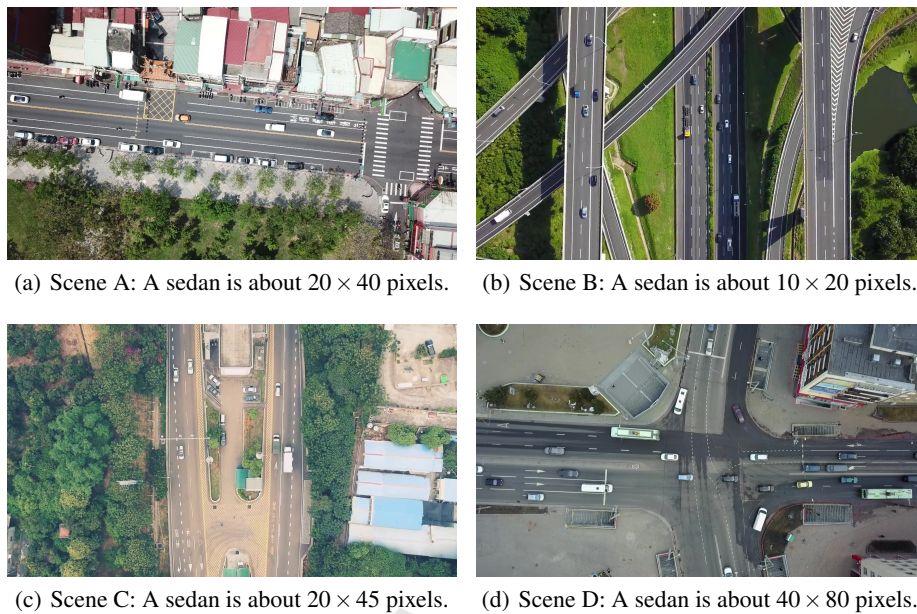 (a) Scene A: A sedan is about 20 × 40 pixels.
(b) Scene B: A sedan is about 10 × 20 pixels.
(c) Scene C: A sedan is about 20 × 45 pixels.
(d) Scene D: A sedan is about 40 × 80 pixels.